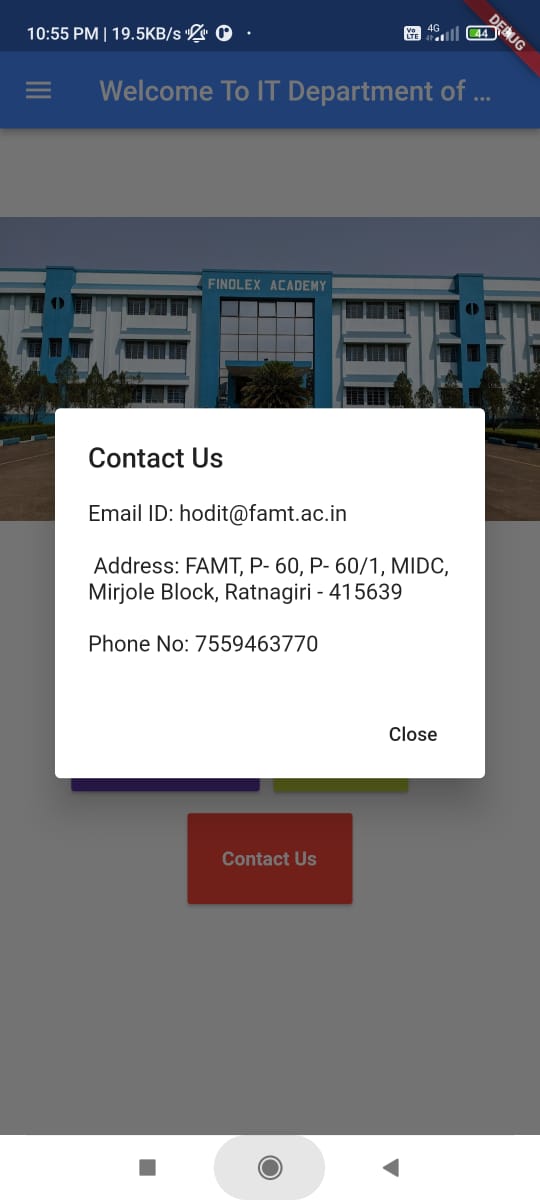 10:55 PM | 19.5KB/s
Vo LTE 4G 44
DEBUG
Welcome To IT Department of ...
FINOLEX ACADEMY
Contact Us
Email ID: hodit@famt.ac.in
Address: FAMT, P- 60, P- 60/1, MIDC,
Mirjole Block, Ratnagiri - 415639
Phone No: 7559463770
Close
Contact Us